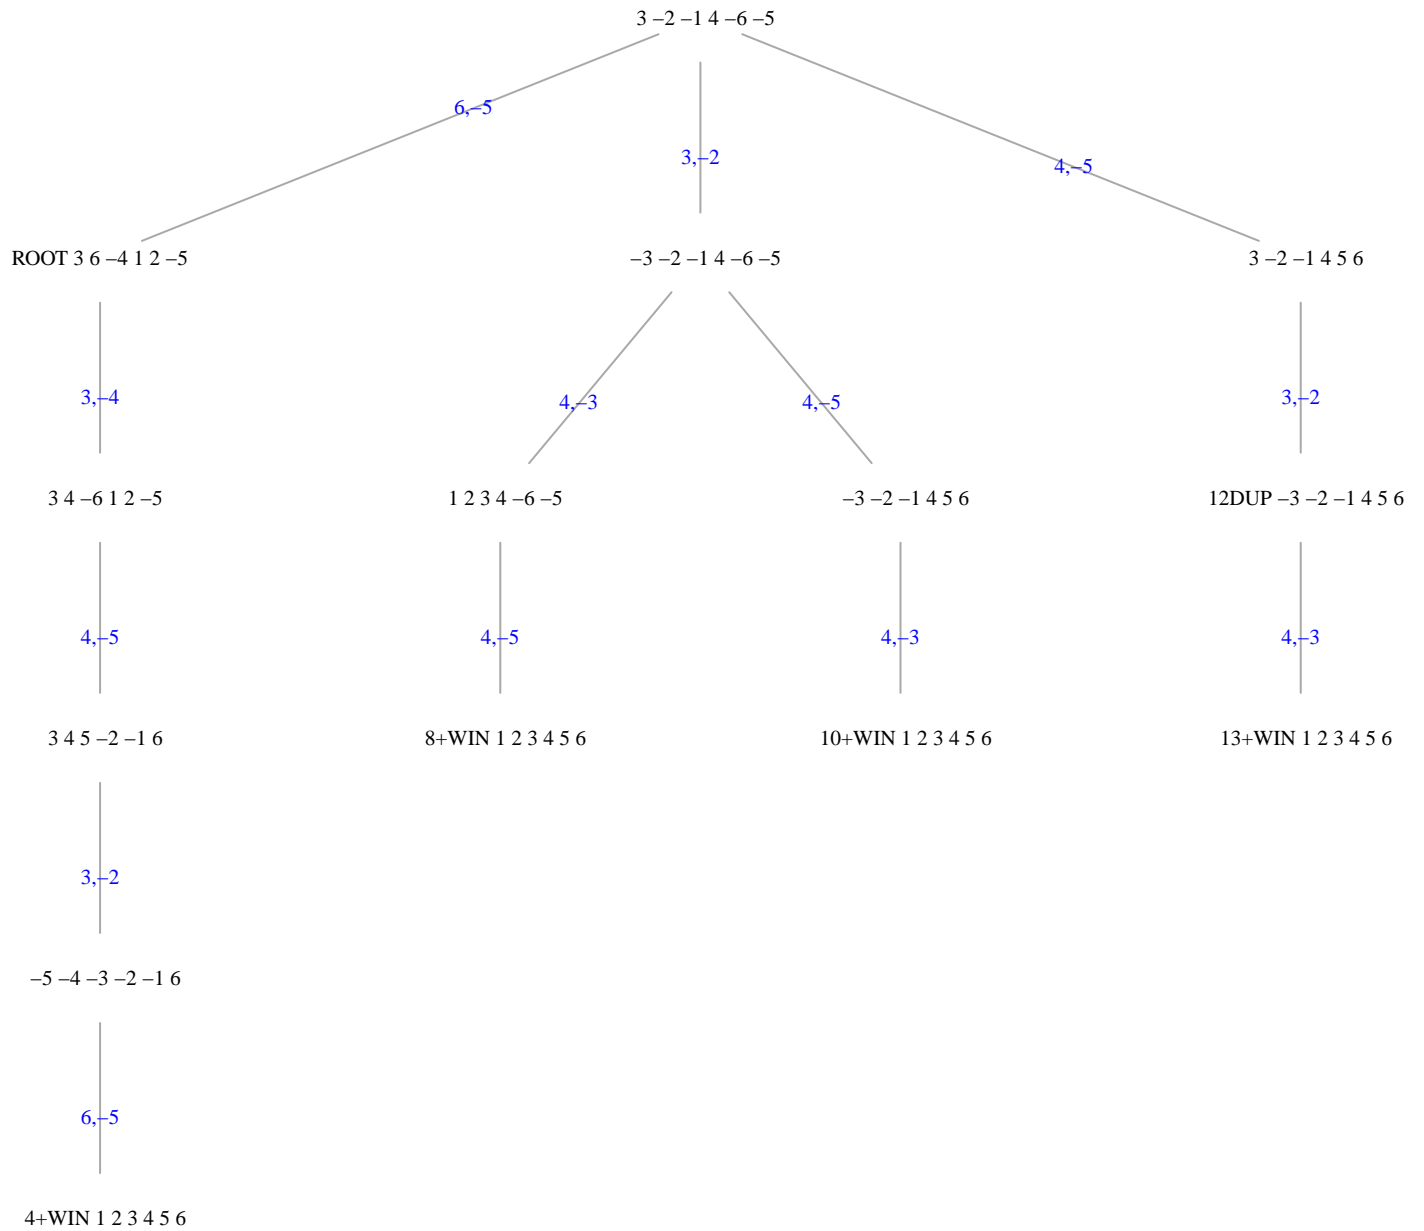 3 –2 –1 4 –6 –5
6,–5
3,–2
4,–5
ROOT 3 6 –4 1 2 –5
–3 –2 –1 4 –6 –5
3 –2 –1 4 5 6
3,–4
4,–3
4,–5
3,–2
3 4 –6 1 2 –5
1 2 3 4 –6 –5
–3 –2 –1 4 5 6
12DUP –3 –2 –1 4 5 6
4,–5
4,–5
4,–3
4,–3
3 4 5 –2 –1 6
8+WIN 1 2 3 4 5 6
10+WIN 1 2 3 4 5 6
13+WIN 1 2 3 4 5 6
3,–2
–5 –4 –3 –2 –1 6
6,–5
4+WIN 1 2 3 4 5 6